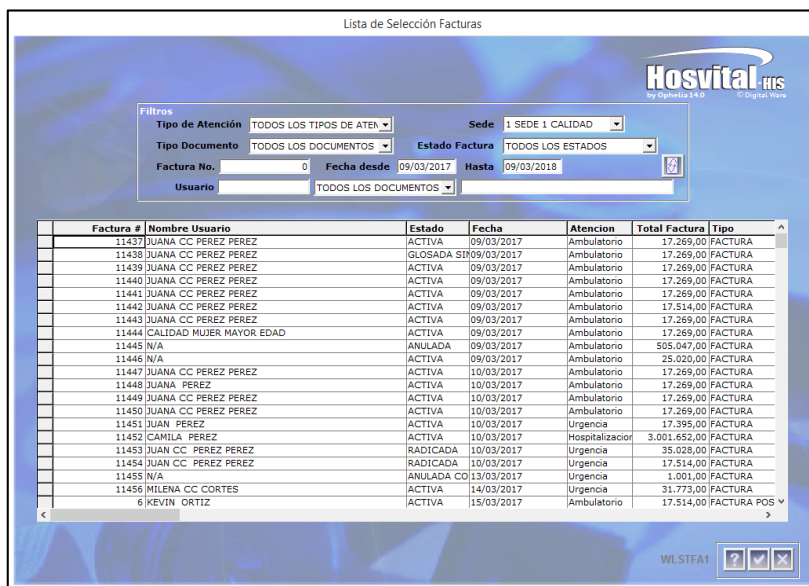 Lista de Selección Facturas
Hosvital-HIS
by Ophelia 14.0 © Digital Ware
Filtros
Tipo de Atención TODOS LOS TIPOS DE ATEN Sede 1 SEDE 1 CALIDAD
Tipo Documento TODOS LOS DOCUMENTOS Estado Factura TODOS LOS ESTADOS
Factura No. 0 Fecha desde 09/03/2017 Hasta 09/03/2018
Usuario TODOS LOS DOCUMENTOS
Factura # Nombre Usuario Estado Fecha Atencion Total Factura Tipo
11437 JUANA CC PEREZ PEREZ ACTIVA 09/03/2017 Ambulatorio 17.269,00 FACTURA
11438 JUANA CC PEREZ PEREZ GLOSADA SIN 09/03/2017 Ambulatorio 17.269,00 FACTURA
11439 JUANA CC PEREZ PEREZ ACTIVA 09/03/2017 Ambulatorio 17.269,00 FACTURA
11440 JUANA CC PEREZ PEREZ ACTIVA 09/03/2017 Ambulatorio 17.269,00 FACTURA
11441 JUANA CC PEREZ PEREZ ACTIVA 09/03/2017 Ambulatorio 17.269,00 FACTURA
11442 JUANA CC PEREZ PEREZ ACTIVA 09/03/2017 Ambulatorio 17.514,00 FACTURA
11443 JUANA CC PEREZ PEREZ ACTIVA 09/03/2017 Ambulatorio 17.269,00 FACTURA
11444 CALIDAD MUJER MAYOR EDAD ACTIVA 09/03/2017 Ambulatorio 17.269,00 FACTURA
11445 N/A ANULADA 09/03/2017 Ambulatorio 505.047,00 FACTURA
11446 N/A ACTIVA 09/03/2017 Ambulatorio 25.020,00 FACTURA
11447 JUANA CC PEREZ PEREZ ACTIVA 10/03/2017 Ambulatorio 17.269,00 FACTURA
11448 JUANA PEREZ ACTIVA 10/03/2017 Ambulatorio 17.269,00 FACTURA
11449 JUANA CC PEREZ PEREZ ACTIVA 10/03/2017 Ambulatorio 17.269,00 FACTURA
11450 JUANA CC PEREZ PEREZ ACTIVA 10/03/2017 Ambulatorio 17.269,00 FACTURA
11451 JUAN PEREZ ACTIVA 10/03/2017 Urgencia 17.395,00 FACTURA
11452 CAMILA PEREZ ACTIVA 10/03/2017 Hospitalizacion 3.001.652,00 FACTURA
11453 JUAN CC PEREZ PEREZ RADICADA 10/03/2017 Urgencia 35.028,00 FACTURA
11454 JUAN CC PEREZ PEREZ RADICADA 10/03/2017 Urgencia 17.514,00 FACTURA
11455 N/A ANULADA CO 13/03/2017 Urgencia 1.001,00 FACTURA
11456 MILENA CC CORTES ACTIVA 14/03/2017 Urgencia 31.773,00 FACTURA
6 KEVIN ORTIZ ACTIVA 15/03/2017 Ambulatorio 17.514,00 FACTURA POS
WLSTFA1